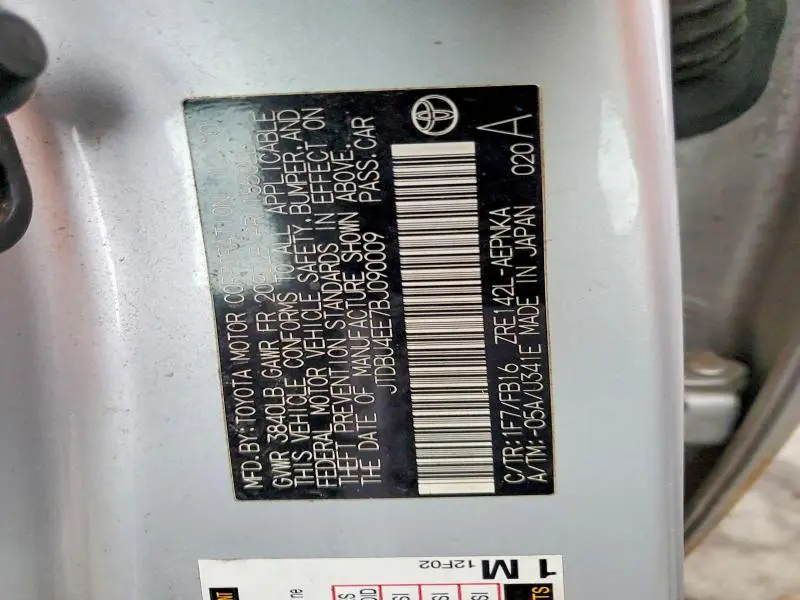 MFD BY: TOYOTA MOTOR
GVWR 3840LB GAWR FR
THIS VEHICLE CONFORMS TO ALL APPLICABLE
FEDERAL MOTOR VEHICLE SAFETY, BUMPER, AND
THEFT PREVENTION STANDARDS IN EFFECT ON
THE DATE OF MANUFACTURE SHOWN ABOVE.
JTDBU4EE7BJ090009 PASS. CAR
C/TR: 1F7/FB16 ZRE142L-AEPNKA 020 A
A/TM: -05A/U341E MADE IN JAPAN
1 M
12F02